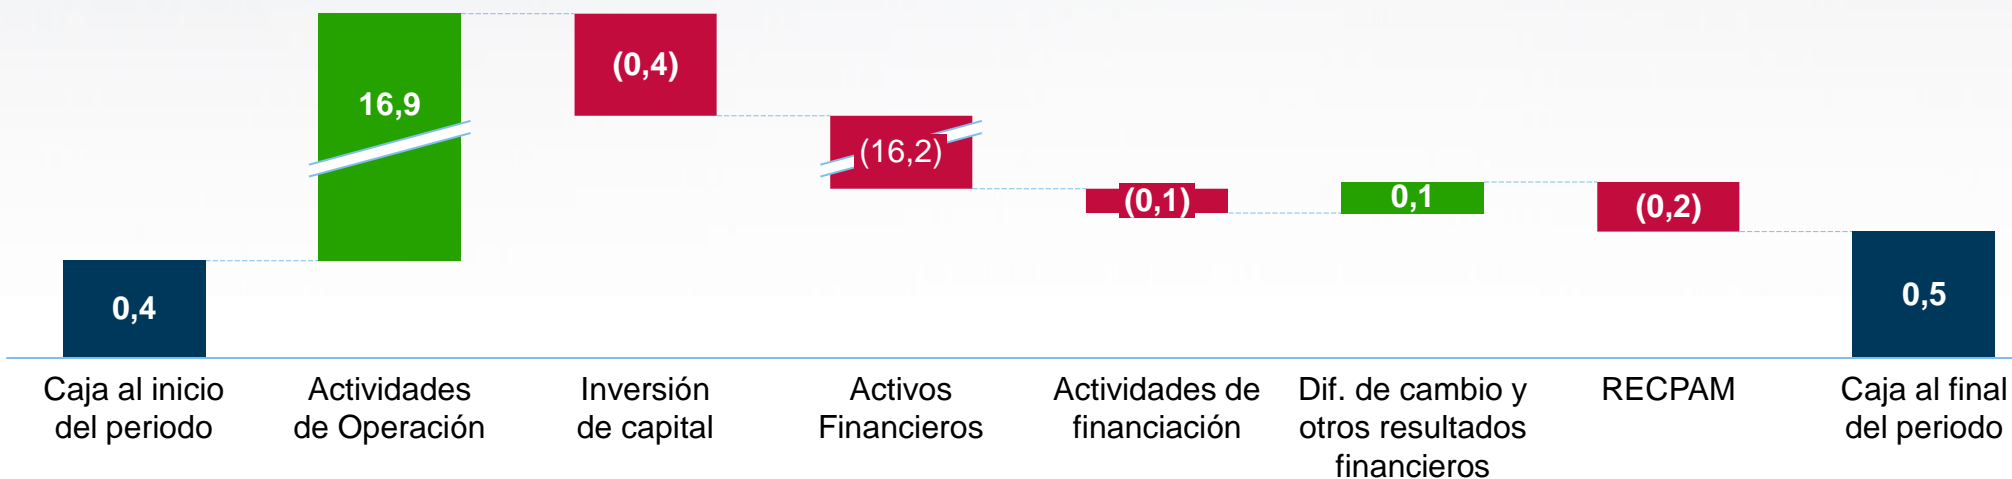 16,9
(0,4)
(16,2)
(0,1)
0,1
(0,2)
0,4
0,5
Caja al inicio
del periodo
Actividades
de Operación
Inversión
de capital
Activos
Financieros
Actividades de
financiación
Dif. de cambio y
otros resultados
financieros
RECPAM
Caja al final
del periodo